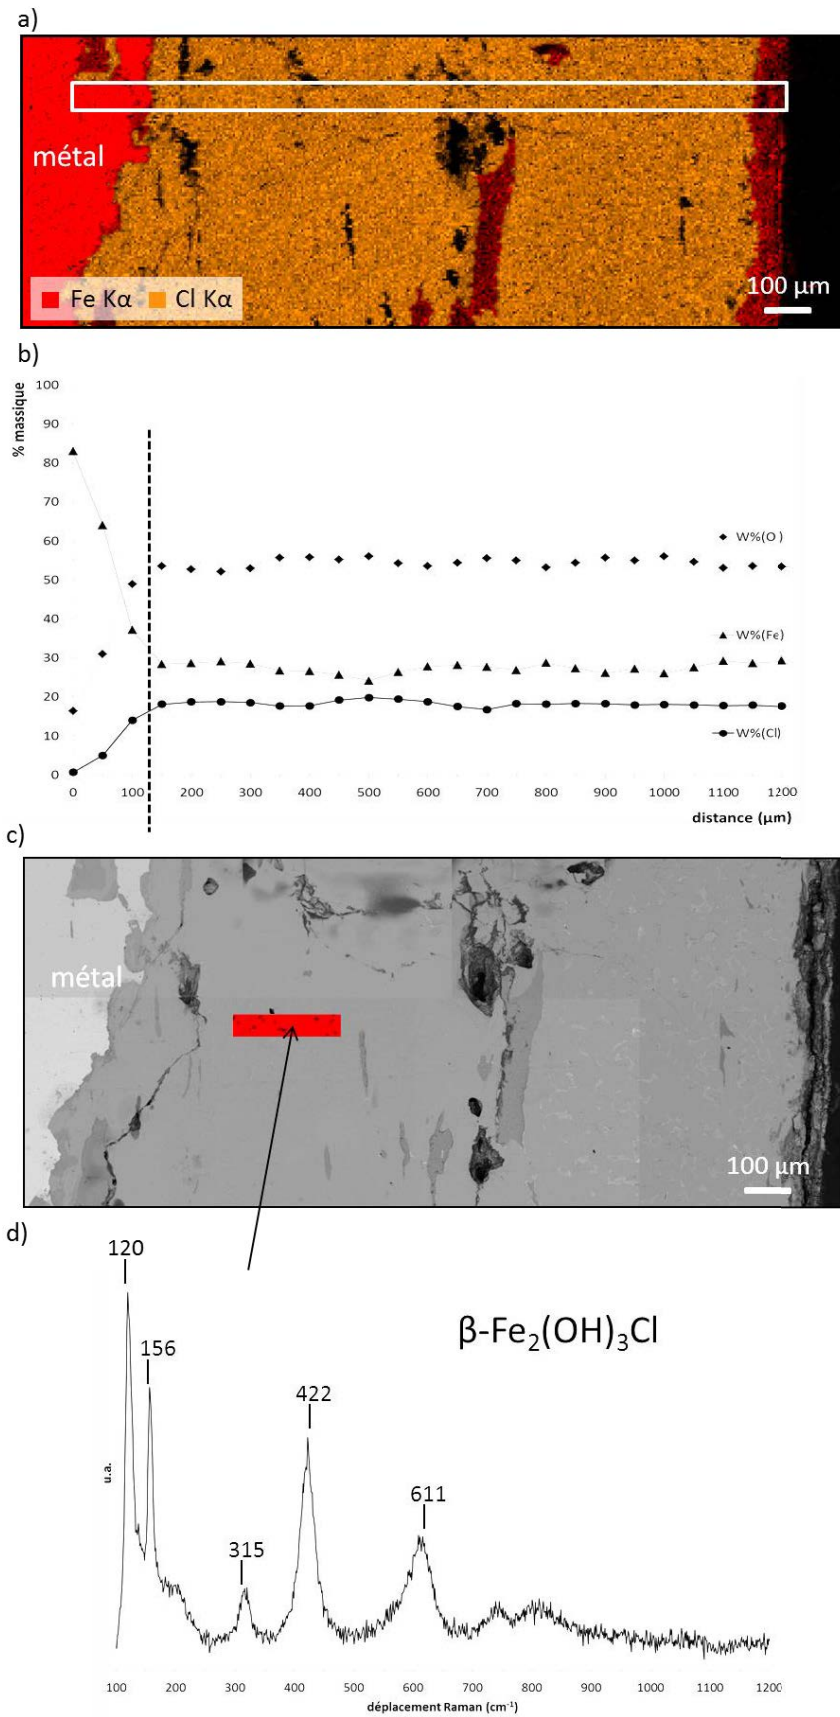 a)
métal
Fe Kα Cl Kα
100 µm
b)
% massique
100
90
80
70
60
50
40
30
20
10
0
W%(O)
W%(Fe)
W%(Cl)
0 100 200 300 400 500 600 700 800 900 1000 1100 1200
distance (µm)
c)
métal
100 µm
d)
120
156
315
422
611
β-Fe₂(OH)₃Cl
u.a.
100 200 300 400 500 600 700 800 900 1000 1100 1200
déplacement Raman (cm⁻¹)